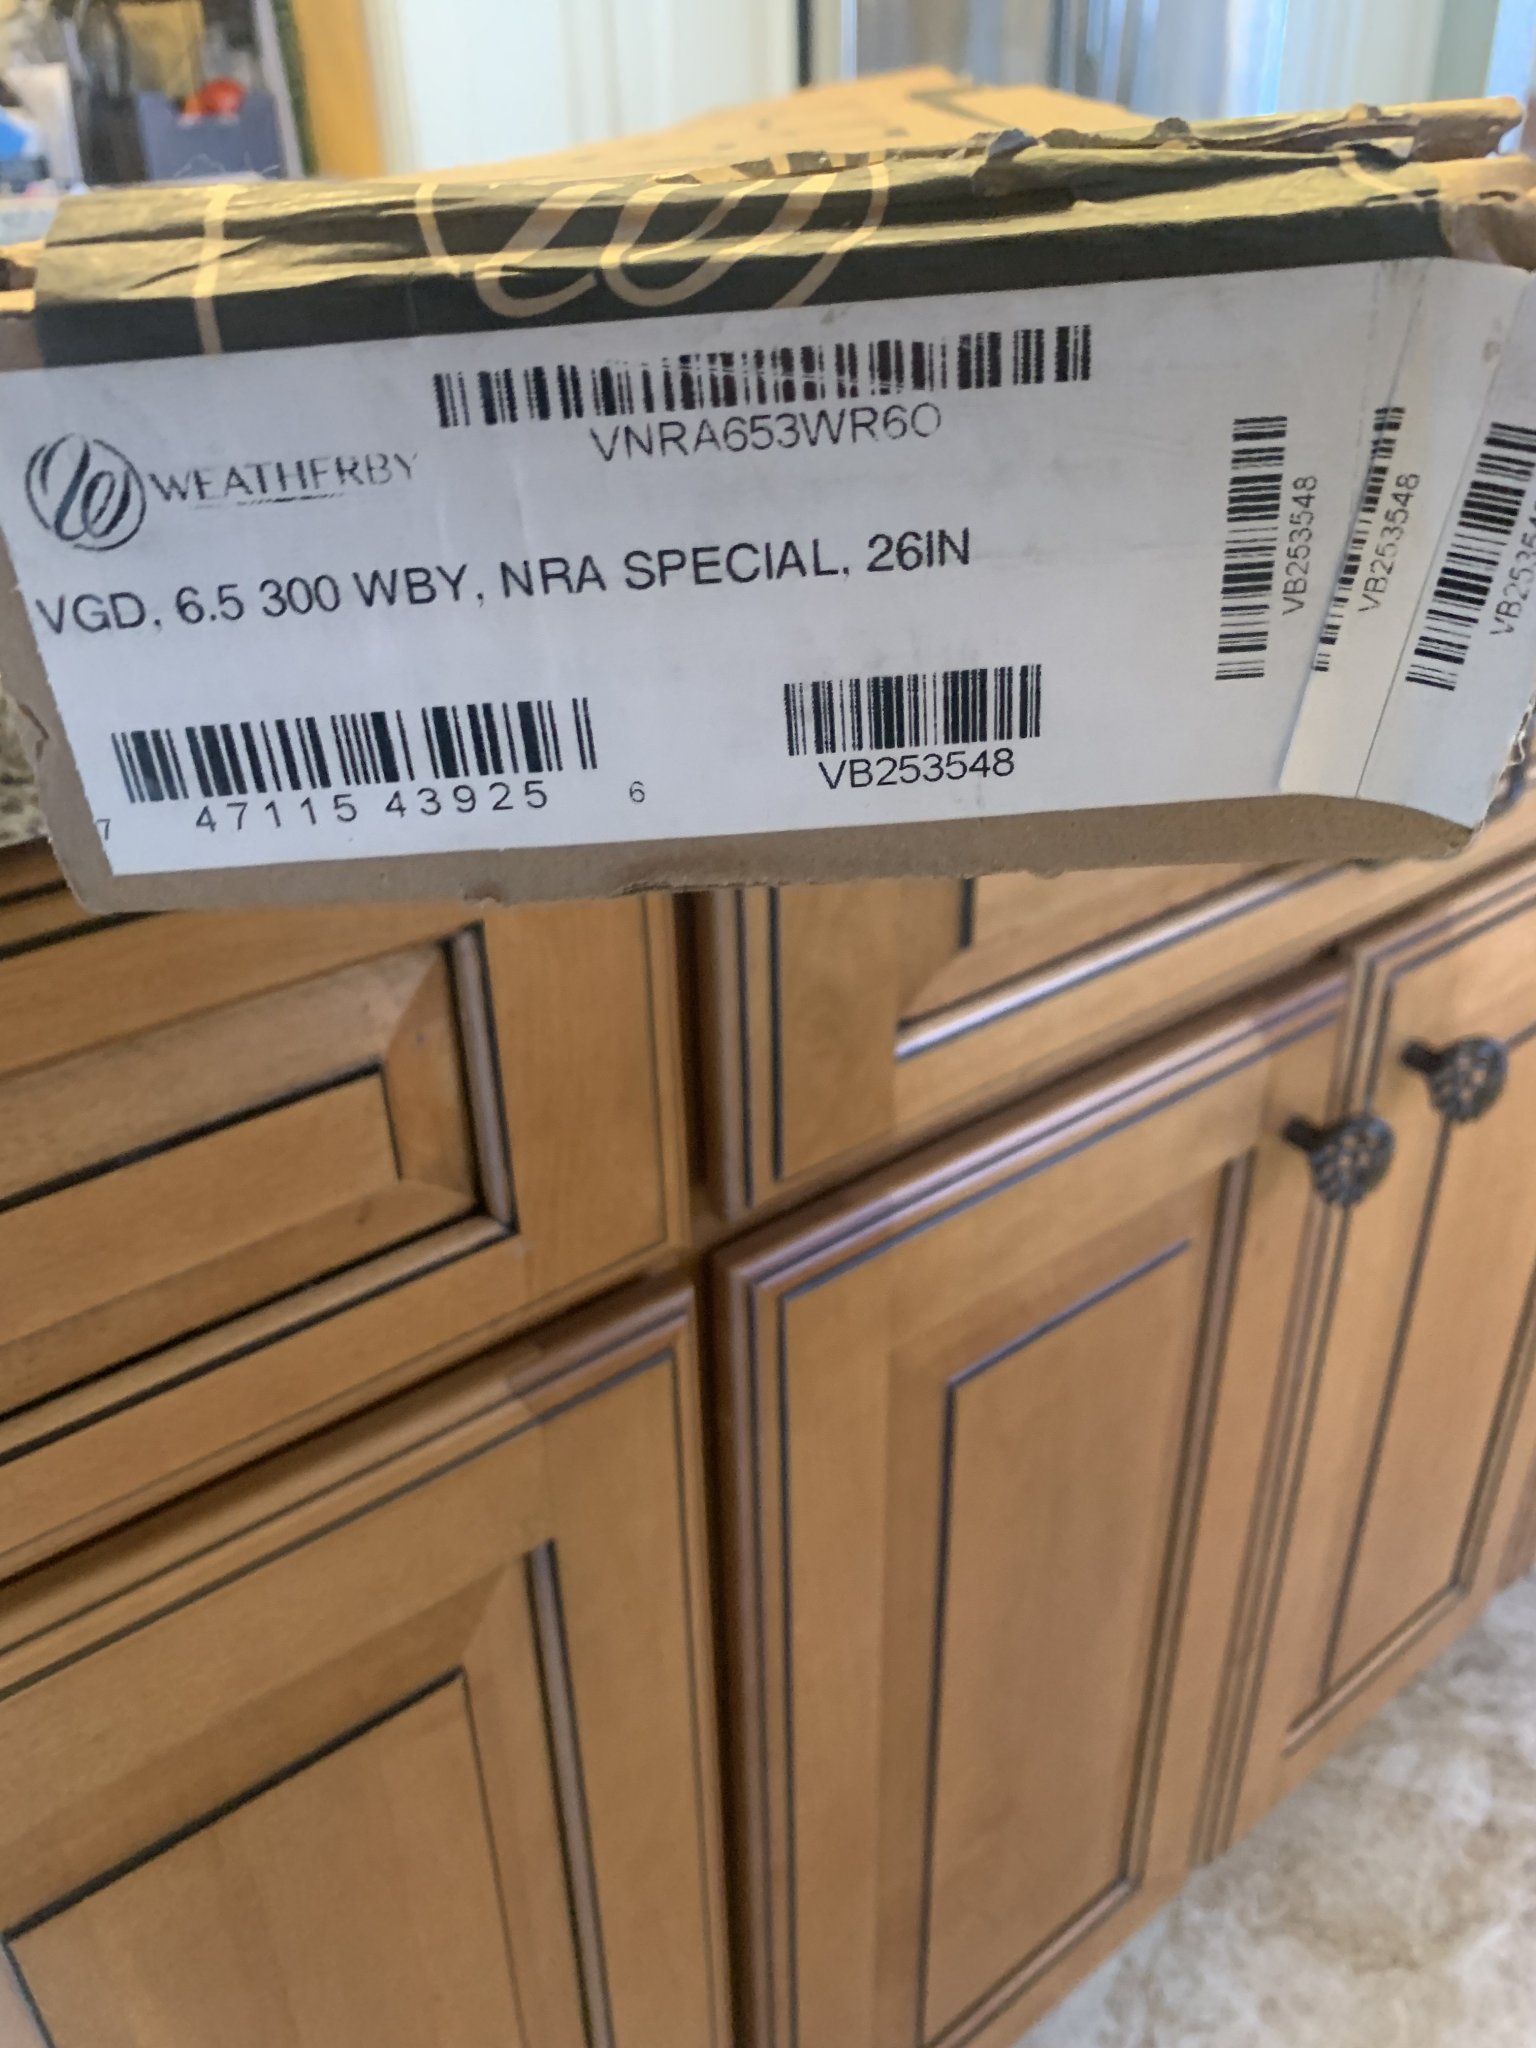 VNRA653WR6O
WEATHERBY
VGD, 6.5 300 WBY, NRA SPECIAL, 26IN
7 47115 43925 6
VB253548
VB253548
VB253548